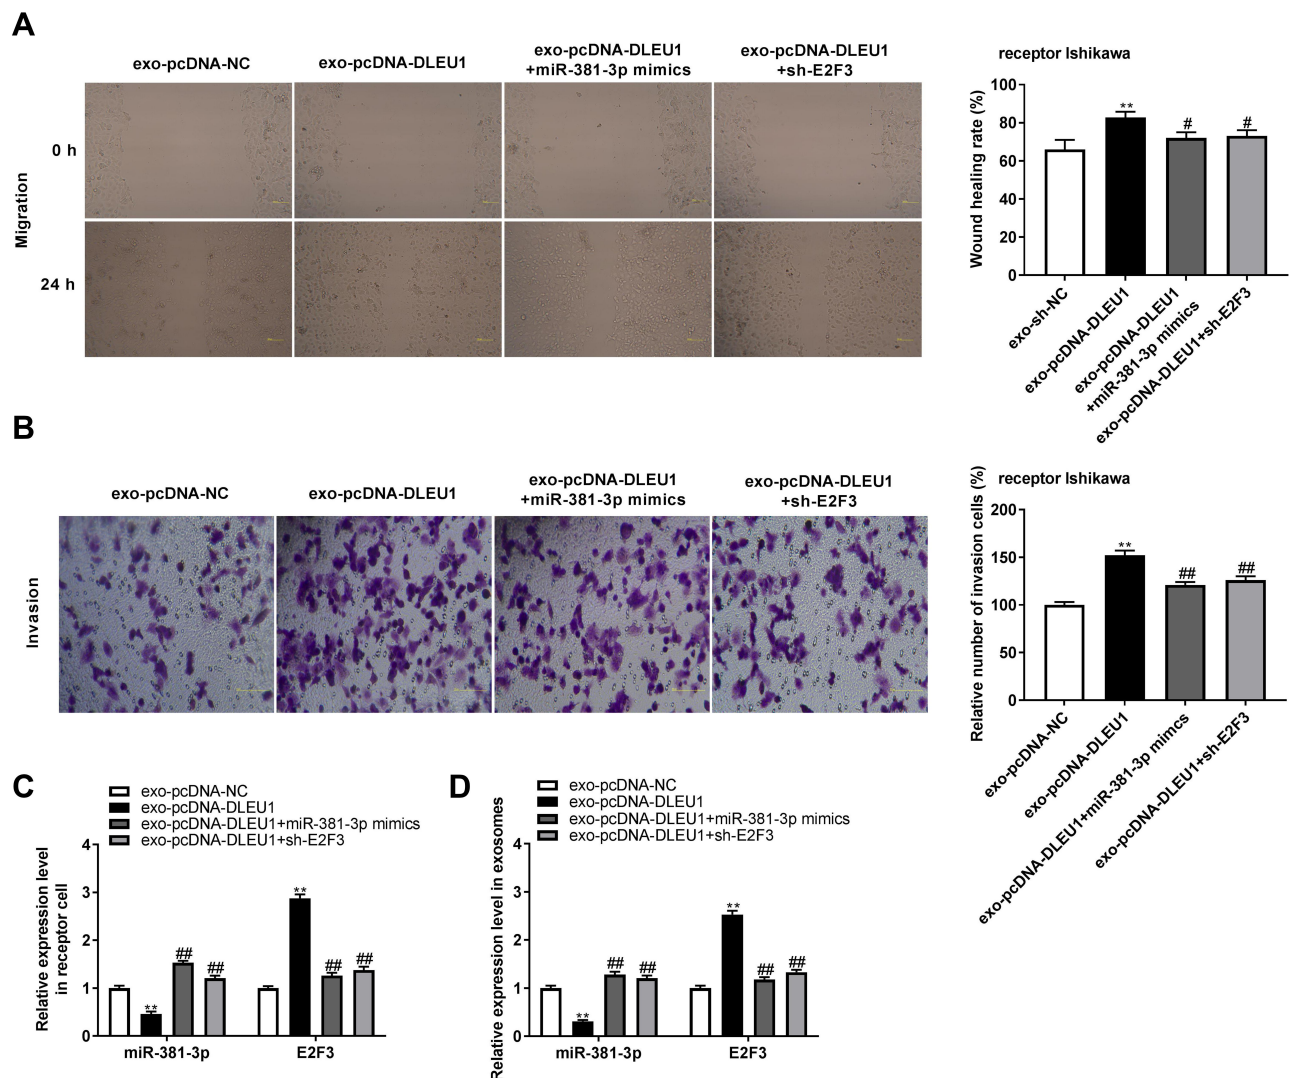 A
exo-pcDNA-NC
exo-pcDNA-DLEU1
exo-pcDNA-DLEU1
+miR-381-3p mimics
exo-pcDNA-DLEU1
+sh-E2F3
Migration
0 h
24 h
receptor Ishikawa
Wound healing rate (%)
100
80
60
40
20
0
**
#
#
exo-sh-NC
exo-pcDNA-DLEU1
exo-pcDNA-DLEU1
+miR-381-3p mimics
exo-pcDNA-DLEU1+sh-E2F3
B
exo-pcDNA-NC
exo-pcDNA-DLEU1
exo-pcDNA-DLEU1
+miR-381-3p mimics
exo-pcDNA-DLEU1
+sh-E2F3
Invasion
receptor Ishikawa
Relative number of invasion cells (%)
200
150
100
50
0
**
##
##
exo-pcDNA-NC
exo-pcDNA-DLEU1
exo-pcDNA-DLEU1+miR-381-3p mimcs
exo-pcDNA-DLEU1+sh-E2F3
C
exo-pcDNA-NC
exo-pcDNA-DLEU1
exo-pcDNA-DLEU1+miR-381-3p mimics
exo-pcDNA-DLEU1+sh-E2F3
Relative expression level
in receptor cell
4
3
2
1
0
**
##
##
**
##
##
miR-381-3p
E2F3
D
exo-pcDNA-NC
exo-pcDNA-DLEU1
exo-pcDNA-DLEU1+miR-381-3p mimics
exo-pcDNA-DLEU1+sh-E2F3
Relative expression level in exosomes
4
3
2
1
0
**
##
##
**
##
##
miR-381-3p
E2F3